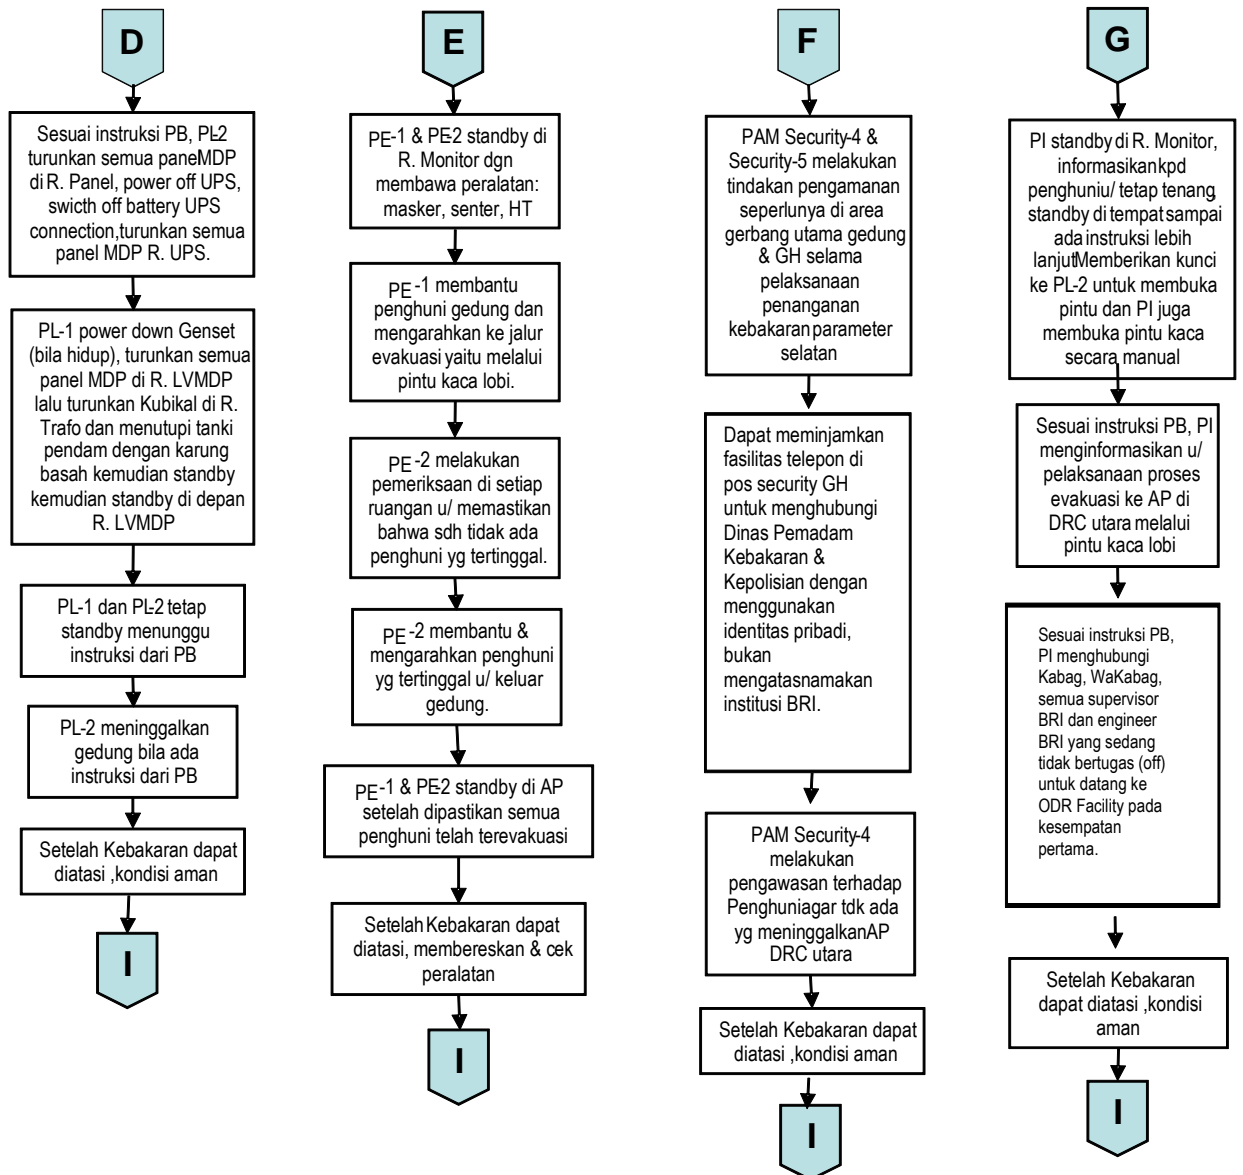 D
Sesuai instruksi PB, PL-2
turunkan semua paneMDP
di R. Panel, power off UPS,
swicth off battery UPS
connection,turunkan semua
panel MDP R. UPS.
PL-1 power down Genset
(bila hidup), turunkan semua
panel MDP di R. LVMDP
lalu turunkan Kubikal di R.
Trafo dan menutupi tanki
pendam dengan karung
basah kemudian standby
kemudian standby di depan
R. LVMDP
PL-1 dan PL-2 tetap
standby menunggu
instruksi dari PB
PL-2 meninggalkan
gedung bila ada
instruksi dari PB
Setelah Kebakaran dapat
diatasi ,kondisi aman
I
E
PE-1 & PE-2 standby di
R. Monitor dgn
membawa peralatan:
masker, senter, HT
PE-1 membantu
penghuni gedung dan
mengarahkan ke jalur
evakuasi yaitu melalui
pintu kaca lobi.
PE-2 melakukan
pemeriksaan di setiap
ruangan u/ memastikan
bahwa sdh tidak ada
penghuni yg tertinggal.
PE-2 membantu &
mengarahkan penghuni
yg tertinggal u/ keluar
gedung.
PE-1 & PE-2 standby di AP
setelah dipastikan semua
penghuni telah terevakuasi
Setelah Kebakaran dapat
diatasi, membereskan & cek
peralatan
I
F
PAM Security-4 &
Security-5 melakukan
tindakan pengamanan
seperlunya di area
gerbang utama gedung
& GH selama
pelaksanaan
penanganan
kebakaran parameter
selatan
Dapat meminjamkan
fasilitas telepon di
pos security GH
untuk menghubungi
Dinas Pemadam
Kebakaran &
Kepolisian dengan
menggunakan
identitas pribadi,
bukan
mengatasnamakan
institusi BRI.
PAM Security-4
melakukan
pengawasan terhadap
Penghuniagar tdk ada
yg meninggalkanAP
DRC utara
Setelah Kebakaran dapat
diatasi ,kondisi aman
I
G
PI standby di R. Monitor,
informasikan kpd
penghuni u/ tetap tenang,
standby di tempat sampai
ada instruksi lebih
lanjutMemberikan kunci
ke PL-2 untuk membuka
pintu dan PI juga
membuka pintu kaca
secara manual
Sesuai instruksi PB, PI
menginformasikan u/
pelaksanaan proses
evakuasi ke AP di
DRC utara melalui
pintu kaca lobi
Sesuai instruksi PB,
PI menghubungi
Kabag, WaKabag,
semua supervisor
BRI dan engineer
BRI yang sedang
tidak bertugas (off)
untuk datang ke
ODR Facility pada
kesempatan
pertama.
Setelah Kebakaran
dapat diatasi ,kondisi
aman
I